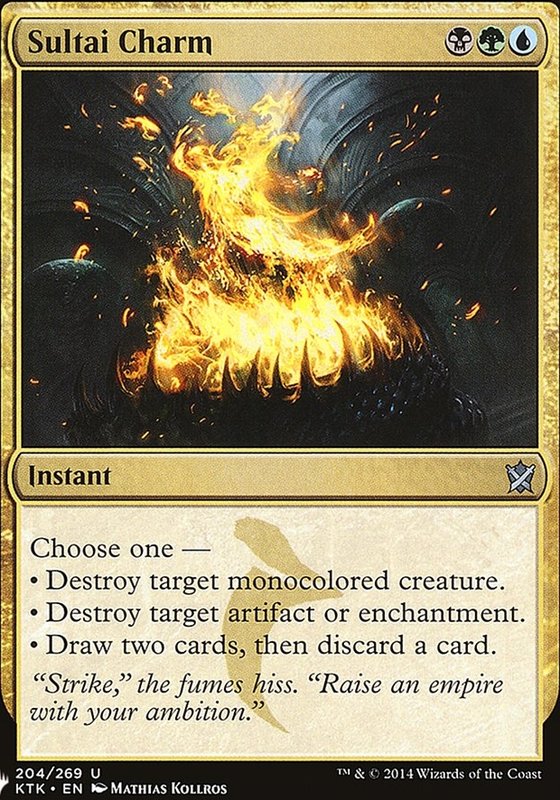 Sultai Charm
Instant
Choose one —
• Destroy target monocolored creature.
• Destroy target artifact or enchantment.
• Draw two cards, then discard a card.
“Strike,” the fumes hiss. “Raise an empire
with your ambition.”
204/269 U
KTK • EN Mathias Kollros
™ & © 2014 Wizards of the Coast